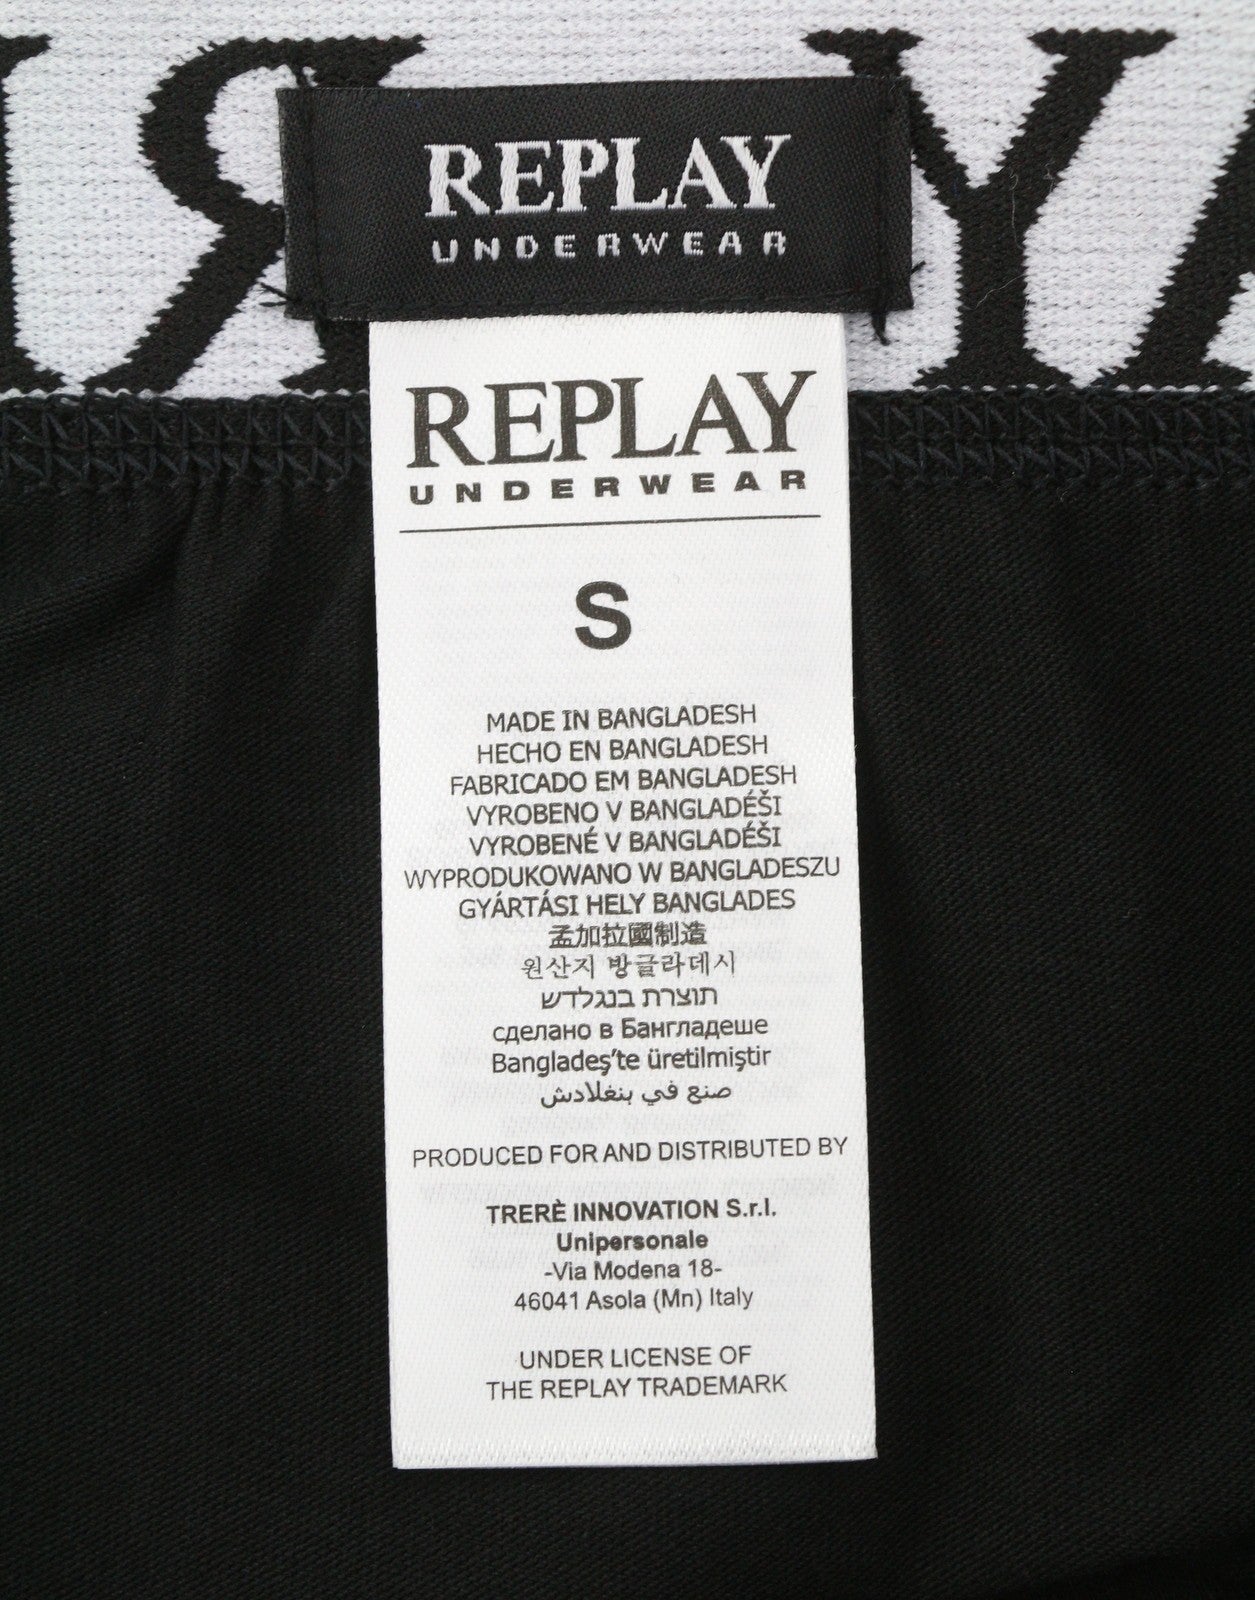 REPLAY
UNDERWEAR
REPLAY
UNDERWEAR
S
MADE IN BANGLADESH
HECHO EN BANGLADESH
FABRICADO EM BANGLADESH
VYROBENO V BANGLADÉŠI
VYROBENÉ V BANGLADÉŠI
WYPRODUKOWANO W BANGLADESZU
GYÁRTÁSI HELY BANGLADES
孟加拉國制造
원산지 방글라데시
תוצרת בנגלדש
сделано в Бангладеше
Bangladeş'te üretilmiştir
صنع في بنغلادش
PRODUCED FOR AND DISTRIBUTED BY
TRERÈ INNOVATION S.r.l.
Unipersonale
-Via Modena 18-
46041 Asola (Mn) Italy
UNDER LICENSE OF
THE REPLAY TRADEMARK